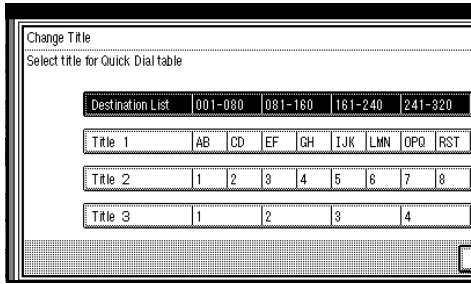 Change Title
Select title for Quick Dial table
Destination List 001-080 081-160 161-240 241-320
Title 1 AB CD EF GH IJK LMN OPQ RST
Title 2 1 2 3 4 5 6 7 8
Title 3 1 2 3 4